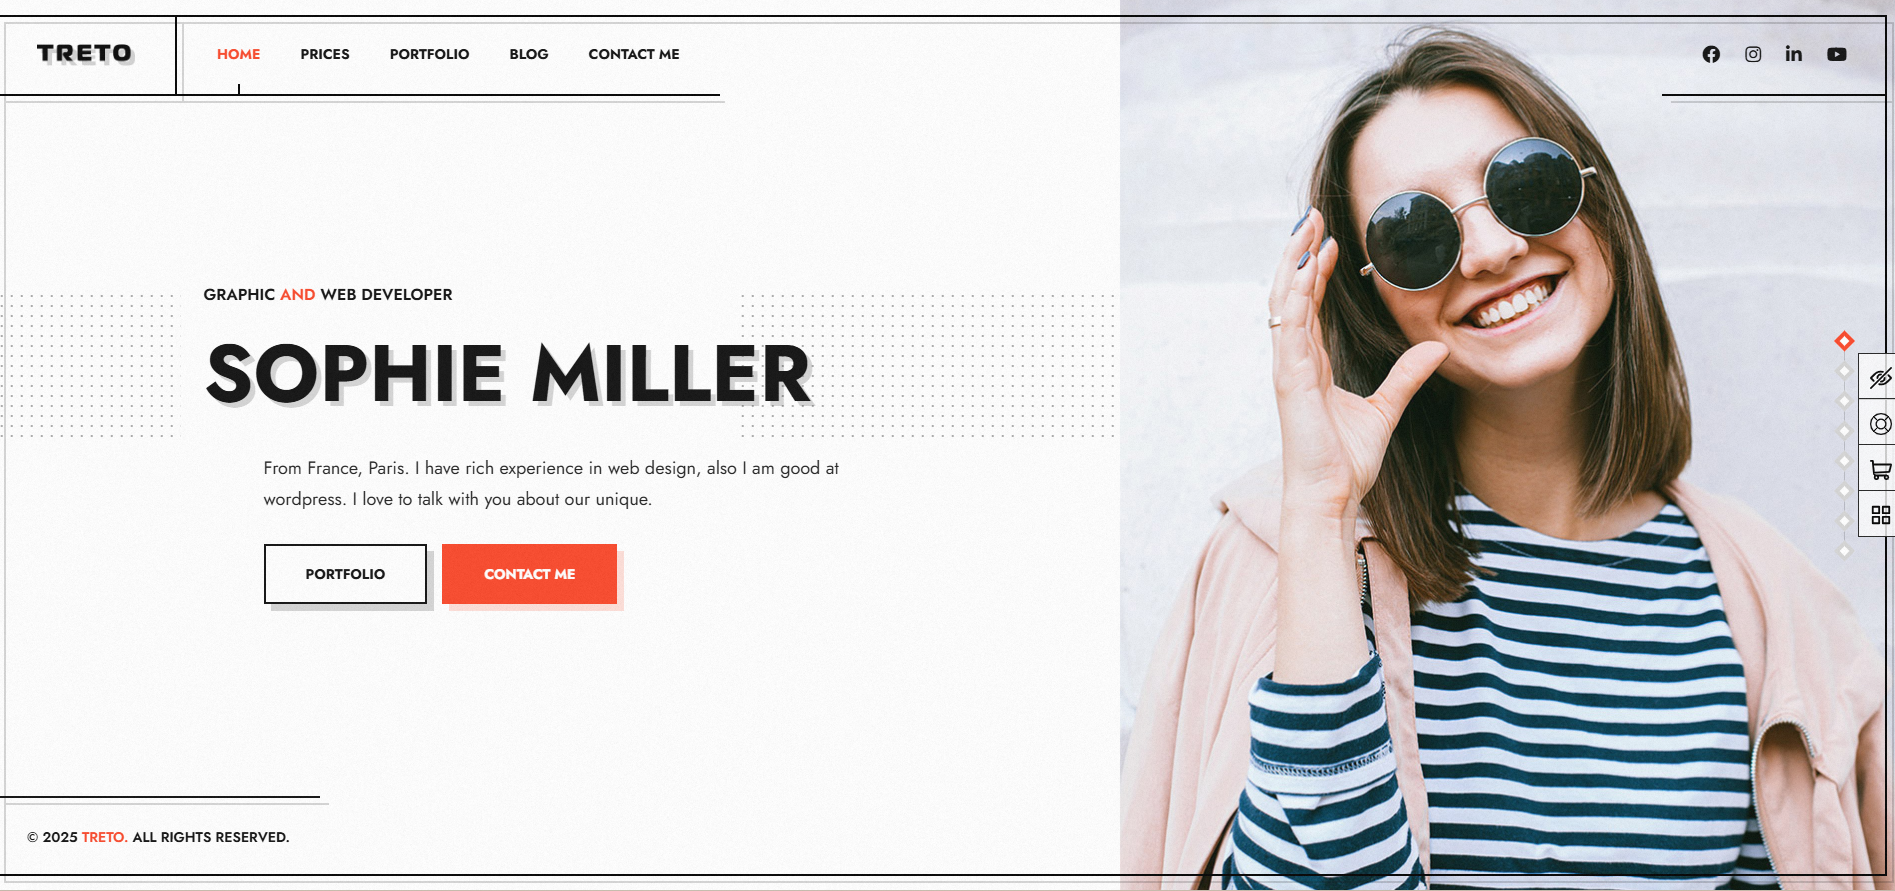 TRETO
HOME PRICES PORTFOLIO BLOG CONTACT ME
GRAPHIC AND WEB DEVELOPER
SOPHIE MILLER
From France, Paris. I have rich experience in web design, also I am good at
wordpress. I love to talk with you about our unique.
PORTFOLIO CONTACT ME
© 2025 TRETO. ALL RIGHTS RESERVED.